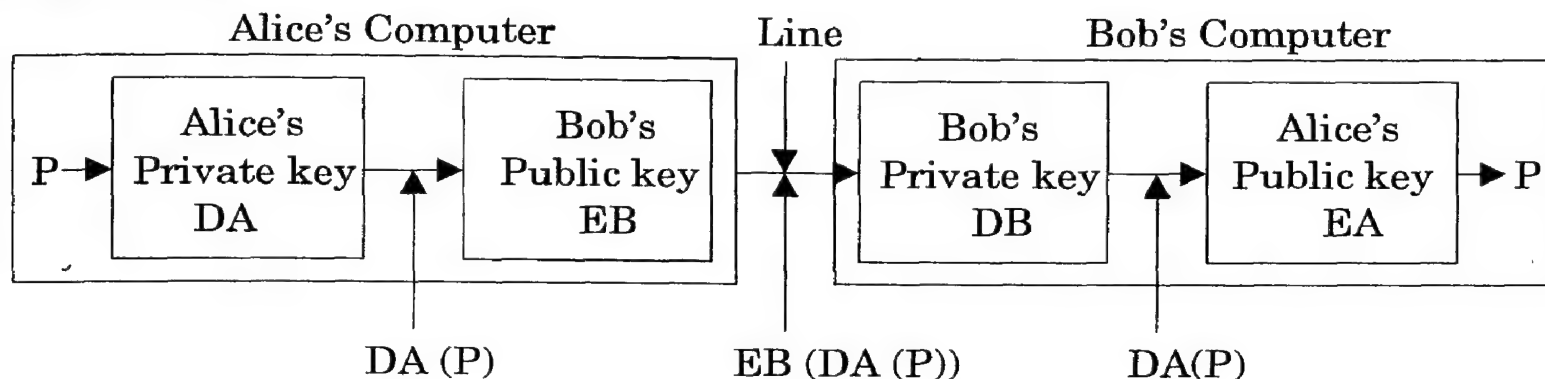 Alice's Computer
Line
Bob's Computer
P
Alice's
Private key
DA
Bob's
Public key
EB
Bob's
Private key
DB
Alice's
Public key
EA
P
DA (P)
EB (DA (P))
DA(P)